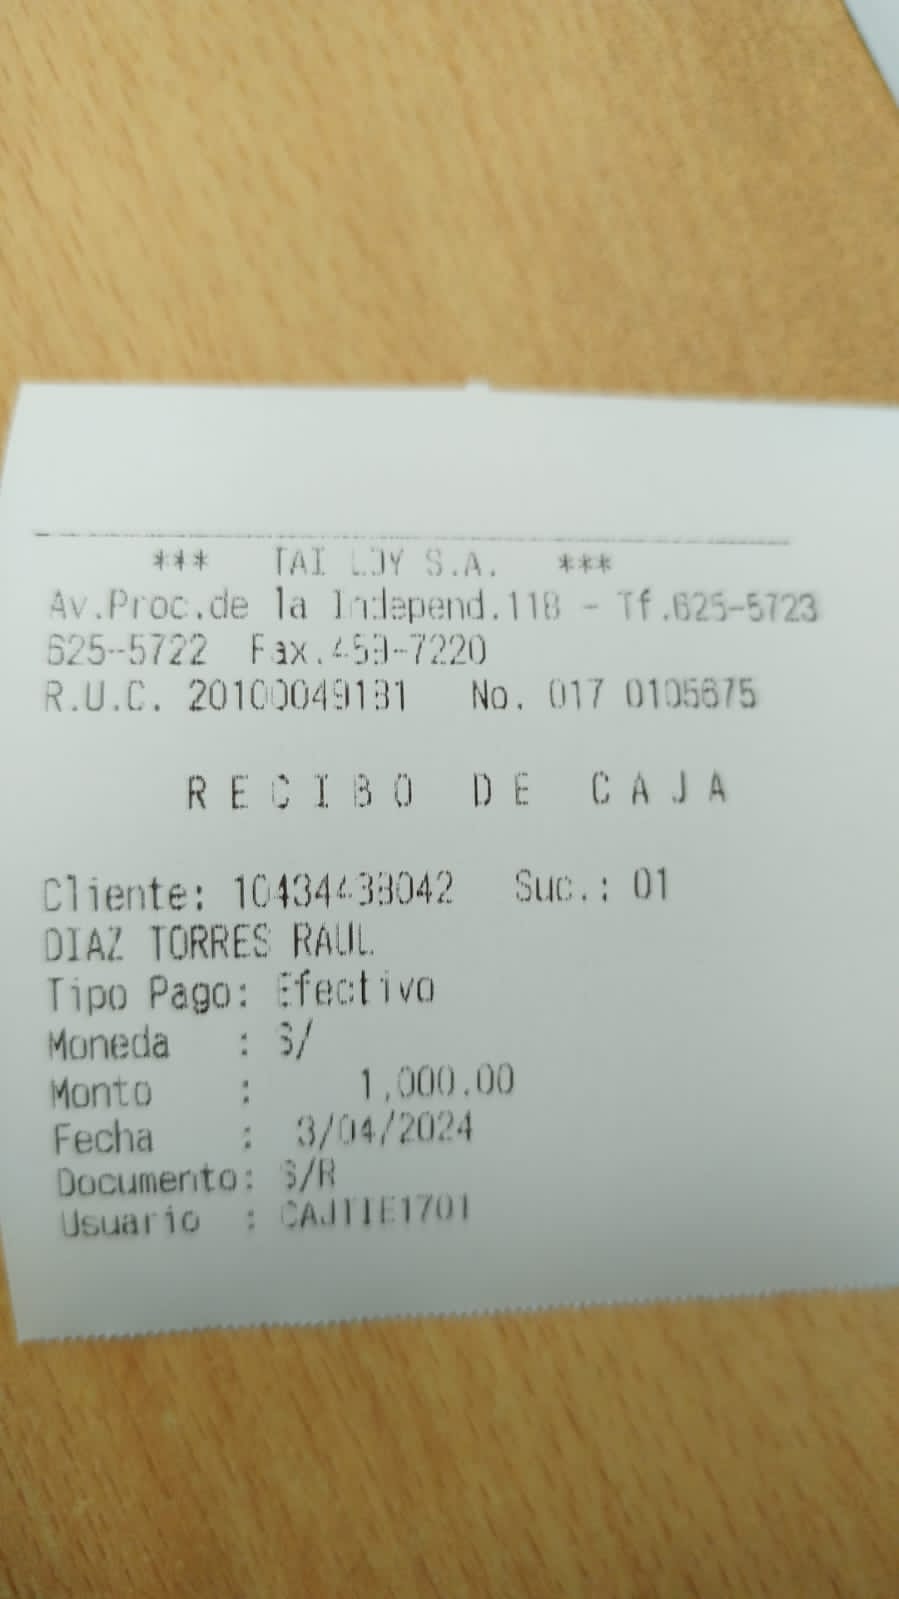 *** TAI LOY S.A. ***
Av.Proc.de la Independ.118 - Tf.625-5723
625-5722 Fax.459-7220
R.U.C. 20100049181 No. 017 0105675
RECIBO DE CAJA
Cliente: 10434438042 Suc.: 01
DIAZ TORRES RAUL
Tipo Pago: Efectivo
Moneda : S/
Monto : 1,000.00
Fecha : 3/04/2024
Documento: S/R
Usuario : CAJTIE1701